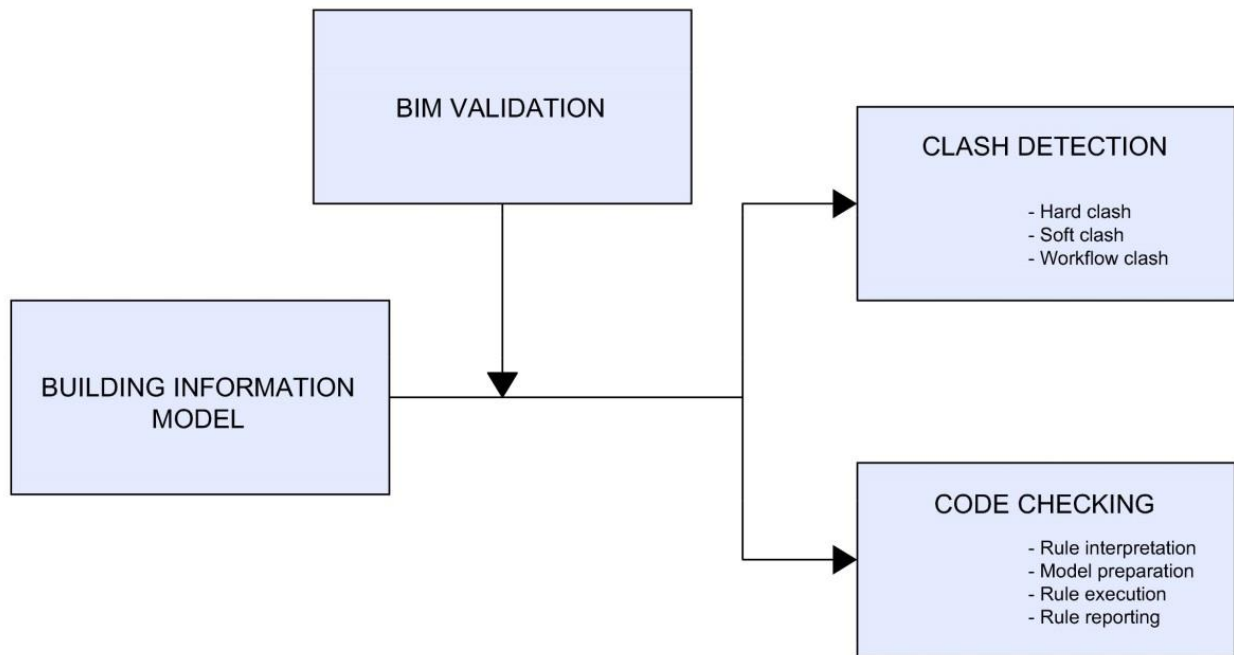 BIM VALIDATION
CLASH DETECTION
- Hard clash
- Soft clash
- Workflow clash
BUILDING INFORMATION
MODEL
CODE CHECKING
- Rule interpretation
- Model preparation
- Rule execution
- Rule reporting